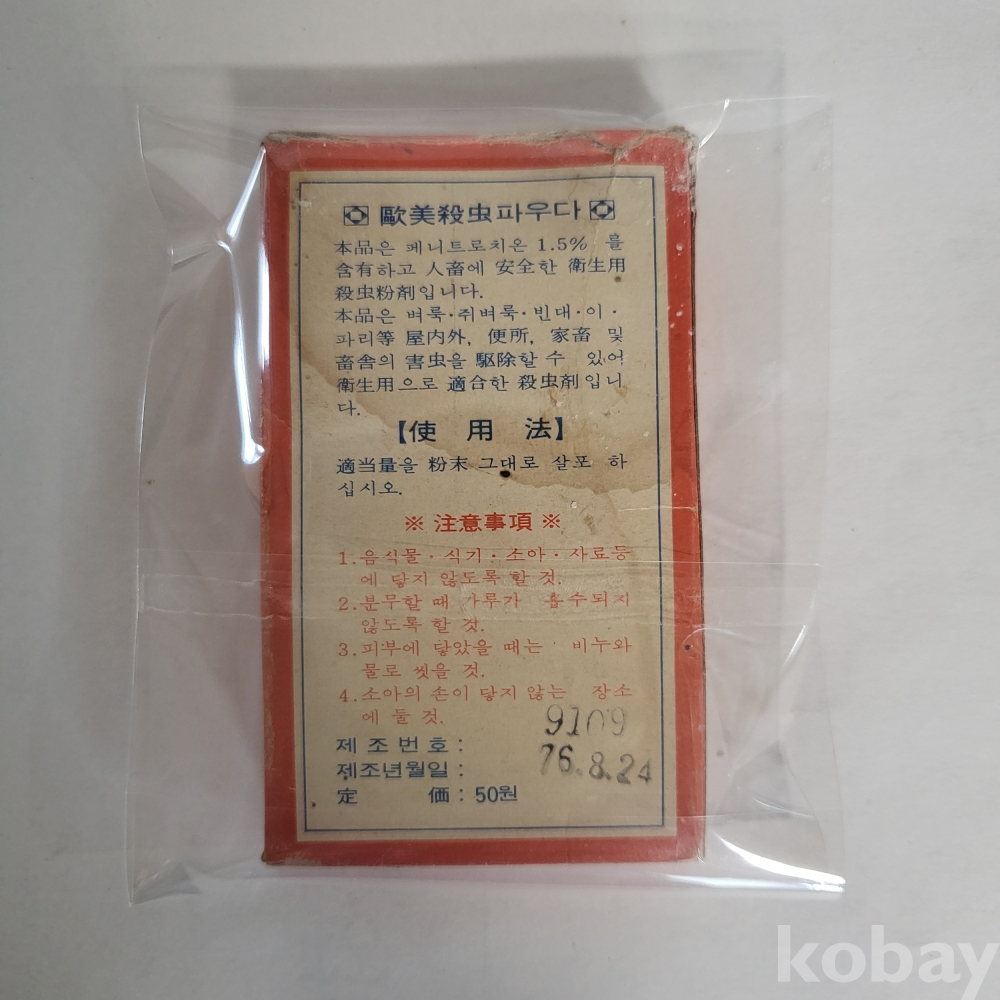 歐美殺虫파우다
本品은 페니트로치온 1.5% 를
含有하고 人畜에 安全한 衛生用
殺虫粉剤입니다.
本品은 벼룩·쥐벼룩·빈대·이·
파리等 屋内外, 便所, 家畜 및
畜舎의 害虫을 駆除할 수 있어
衛生用으로 適合한 殺虫剤입니
다.
【使 用 法】
適当量을 粉末 그대로 살포 하
십시오.
※ 注意事項 ※
1. 음식물·식기·소아·사료등
에 닿지 않도록 할 것.
2. 분무할 때 가루가 흡수되지
않도록 할 것.
3. 피부에 닿았을 때는 비누와
물로 씻을 것.
4. 소아의 손이 닿지 않는 장소
에 둘 것.
제조번호 : 9109
제조년월일 : 76.8.24
定 価 : 50원
kobay